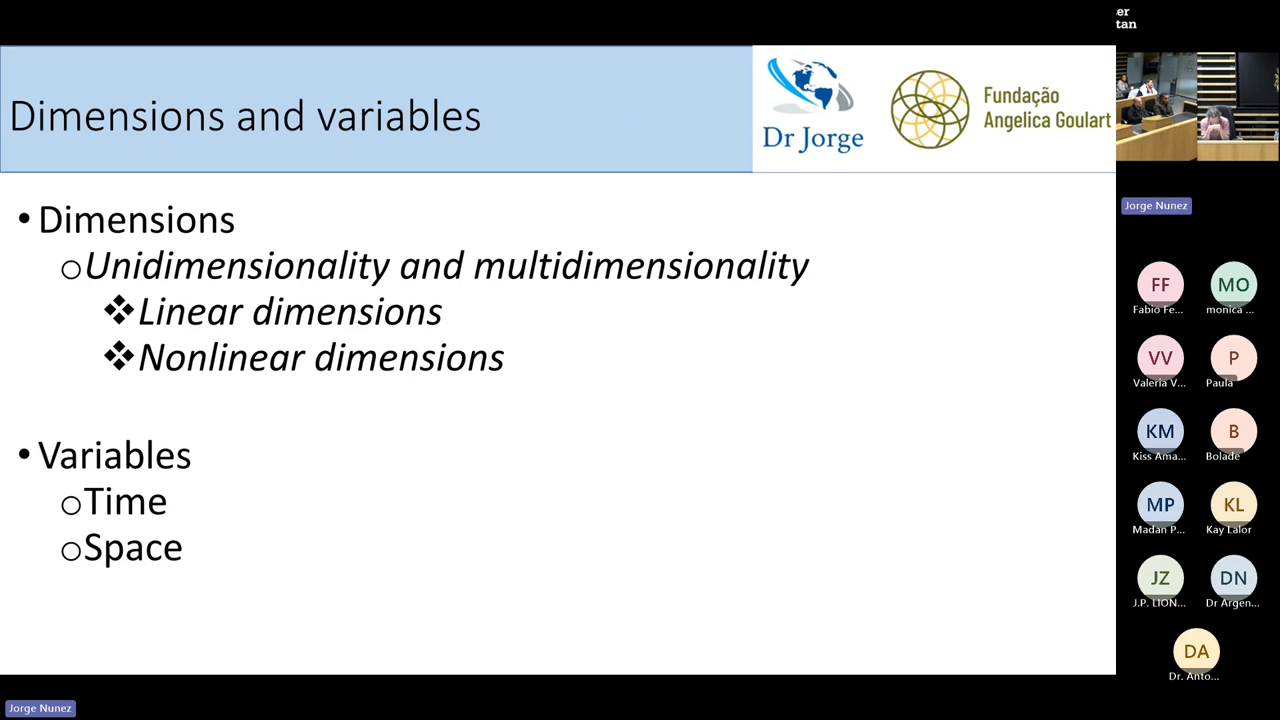 er
tan
Dimensions and variables
Dr Jorge
Fundação
Angelica Goulart
• Dimensions
o Unidimensionality and multidimensionality
❖ Linear dimensions
❖ Nonlinear dimensions
• Variables
o Time
o Space
Jorge Nunez
FF
Fabio Fe...
MO
monica ...
VV
Valeria V...
P
Paula
KM
Kiss Ama...
B
Bolade
MP
Madan P...
KL
Kay Lalor
JZ
J.P. LION...
DN
Dr Argen...
DA
Dr. Anto...
Jorge Nunez